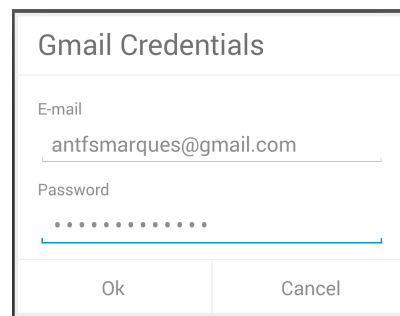 Gmail Credentials
E-mail
antfsmarques@gmail.com
Password
•••••••••••••
Ok
Cancel